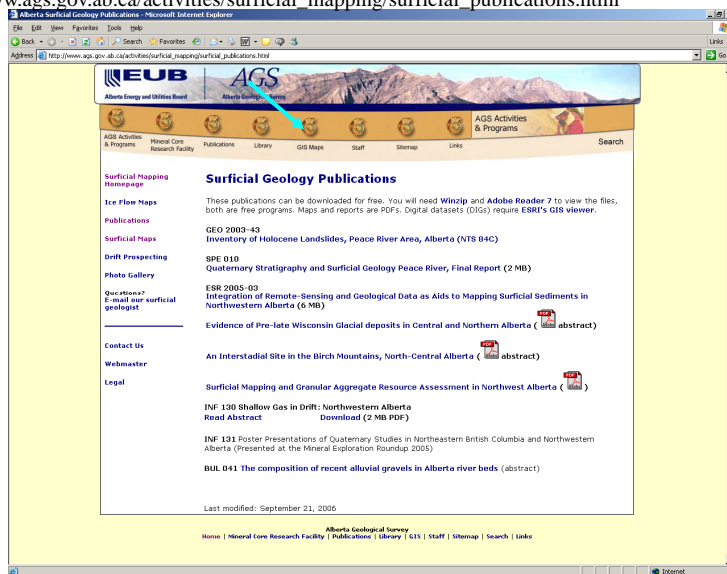 w.ags.gov.ab.ca/activities/surficial_mapping/surficial_publications.html
Alberta Surficial Geology Publications - Microsoft Internet Explorer
File Edit View Favorites Tools Help
Back Search Favorites
Links
Address http://www.ags.gov.ab.ca/activities/surficial_mapping/surficial_publications.html Go
EUB AGS
Alberta Energy and Utilities Board Alberta Geological Survey
AGS Activities
& Programs
AGS Activities
& Programs
Mineral Core
Research Facility
Publications
Library
GIS Maps
Staff
Sitemap
Links
Search
Surficial Mapping
Homepage
Ice Flow Maps
Publications
Surficial Maps
Drift Prospecting
Photo Gallery
Questions?
E-mail our surficial
geologist
Contact Us
Webmaster
Legal
Surficial Geology Publications
These publications can be downloaded for free. You will need Winzip and Adobe Reader 7 to view the files,
both are free programs. Maps and reports are PDFs. Digital datasets (DIGs) require ESRI's GIS viewer.
GEO 2003-43
Inventory of Holocene Landslides, Peace River Area, Alberta (NTS 84C)
SPE 010
Quaternary Stratigraphy and Surficial Geology Peace River, Final Report (2 MB)
ESR 2005-03
Integration of Remote-Sensing and Geological Data as Aids to Mapping Surficial Sediments in
Northwestern Alberta (6 MB)
Evidence of Pre-late Wisconsin Glacial deposits in Central and Northern Alberta ( PDF abstract)
An Interstadial Site in the Birch Mountains, North-Central Alberta ( PDF abstract)
Surficial Mapping and Granular Aggregate Resource Assessment in Northwest Alberta ( PDF )
INF 130 Shallow Gas in Drift: Northwestern Alberta
Read Abstract Download (2 MB PDF)
INF 131 Poster Presentations of Quaternary Studies in Northeastern British Columbia and Northwestern
Alberta (Presented at the Mineral Exploration Roundup 2005)
BUL 041 The composition of recent alluvial gravels in Alberta river beds (abstract)
Last modified: September 21, 2006
Alberta Geological Survey
Home | Mineral Core Research Facility | Publications | Library | GIS | Staff | Sitemap | Search | Links
Internet